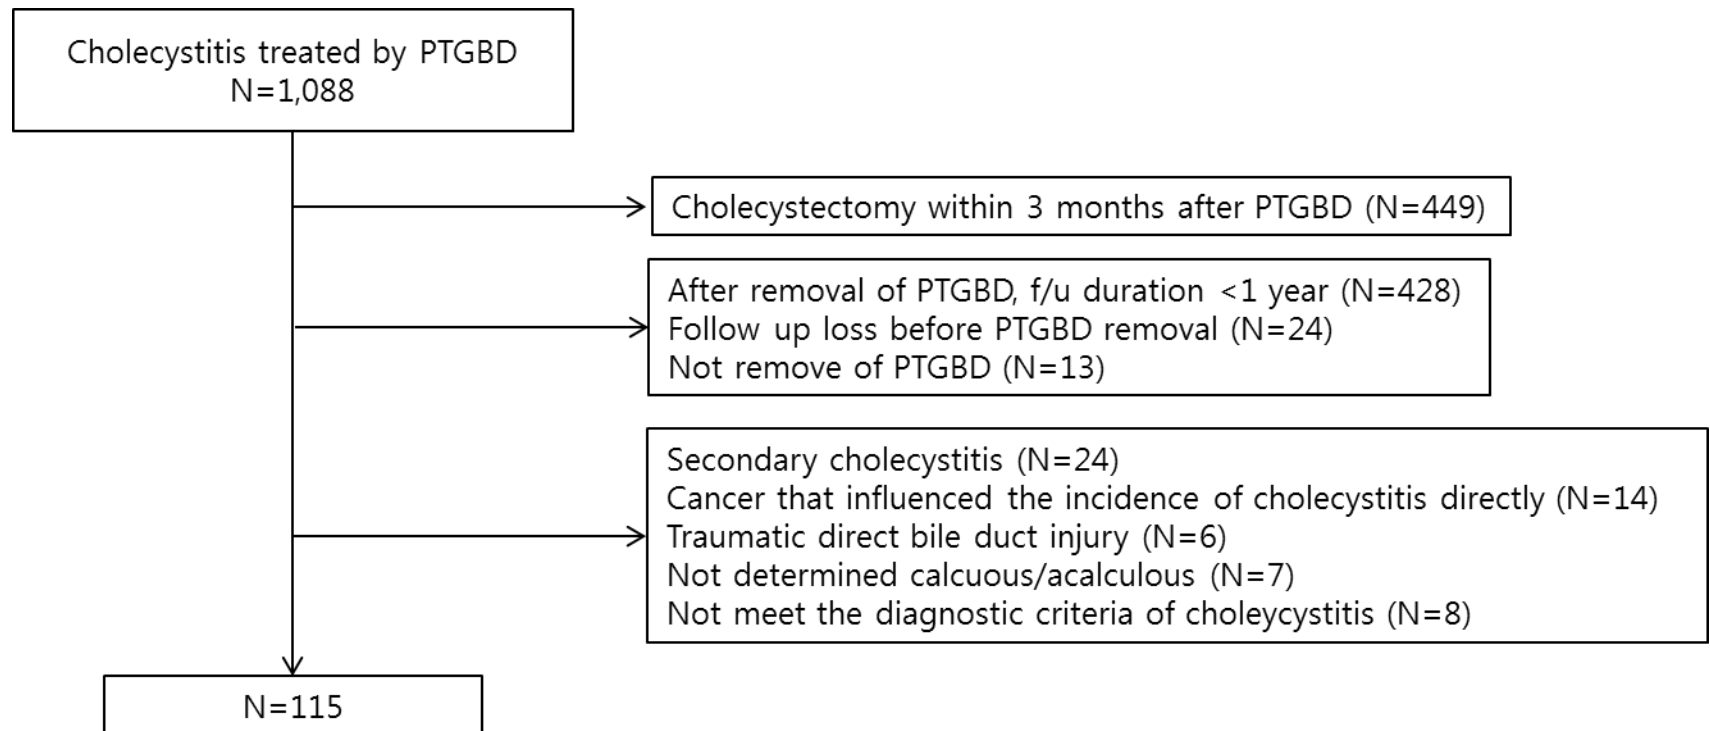 Cholecystitis treated by PTGBD
N=1,088
Cholecystectomy within 3 months after PTGBD (N=449)
After removal of PTGBD, f/u duration <1 year (N=428)
Follow up loss before PTGBD removal (N=24)
Not remove of PTGBD (N=13)
Secondary cholecystitis (N=24)
Cancer that influenced the incidence of cholecystitis directly (N=14)
Traumatic direct bile duct injury (N=6)
Not determined calcuous/acalculous (N=7)
Not meet the diagnostic criteria of choleycystitis (N=8)
N=115